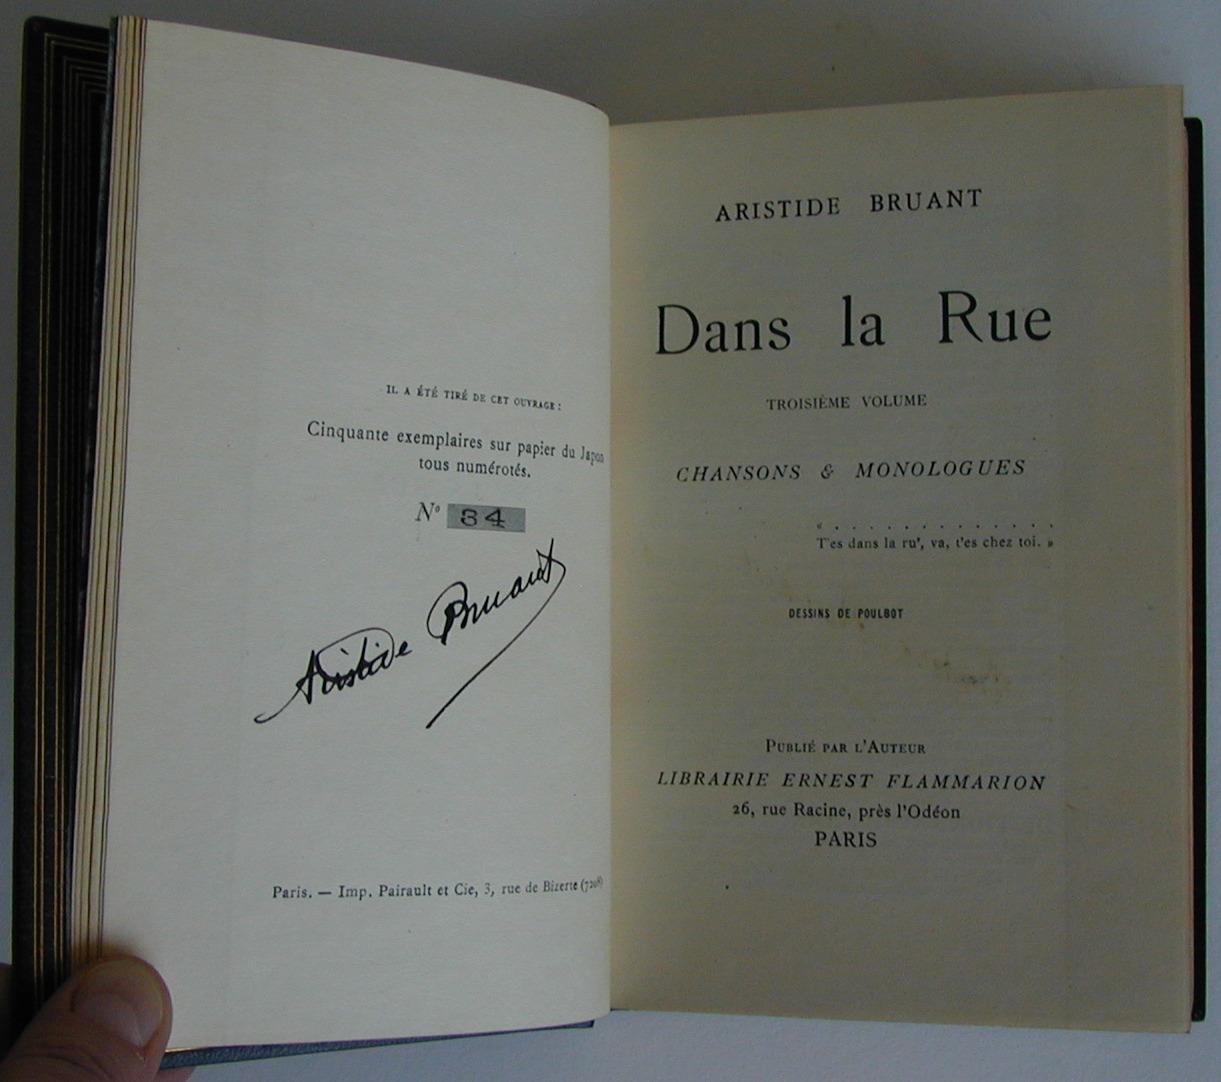 IL A ÉTÉ TIRÉ DE CET OUVRAGE :
Cinquante exemplaires sur papier du Japon
tous numérotés.
Nº 34
Aristide Bruant
Paris. — Imp. Pairault et Cie, 3, rue de Bizerte (7208)
ARISTIDE BRUANT
Dans la Rue
TROISIÈME VOLUME
CHANSONS & MONOLOGUES
« . . . . . . . . . . . . .
T'es dans la ru', va, t'es chez toi. »
DESSINS DE POULBOT
PUBLIÉ PAR L'AUTEUR
LIBRAIRIE ERNEST FLAMMARION
26, rue Racine, près l'Odéon
PARIS